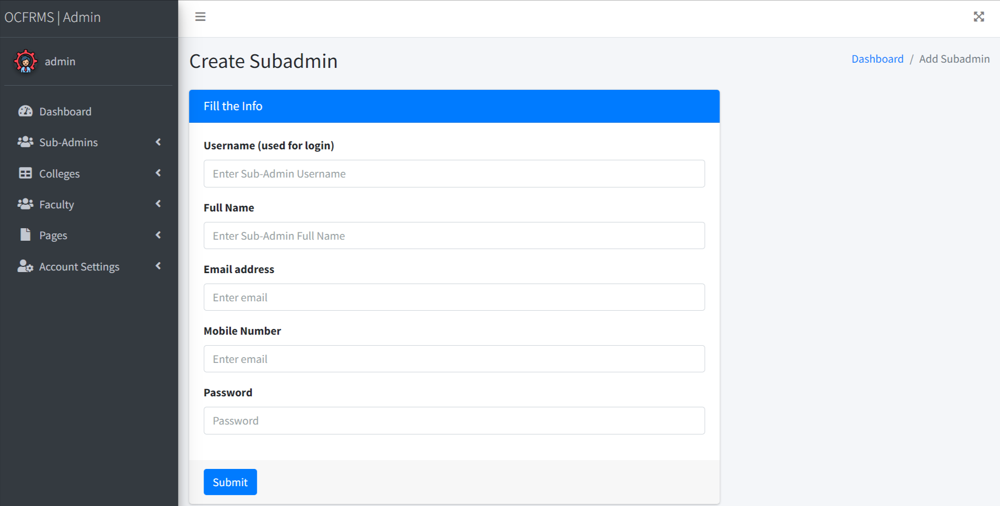 OCFRMS | Admin
admin
Dashboard
Sub-Admins
Colleges
Faculty
Pages
Account Settings
Create Subadmin
Dashboard / Add Subadmin
Fill the Info
Username (used for login)
Enter Sub-Admin Username
Full Name
Enter Sub-Admin Full Name
Email address
Enter email
Mobile Number
Enter email
Password
Password
Submit